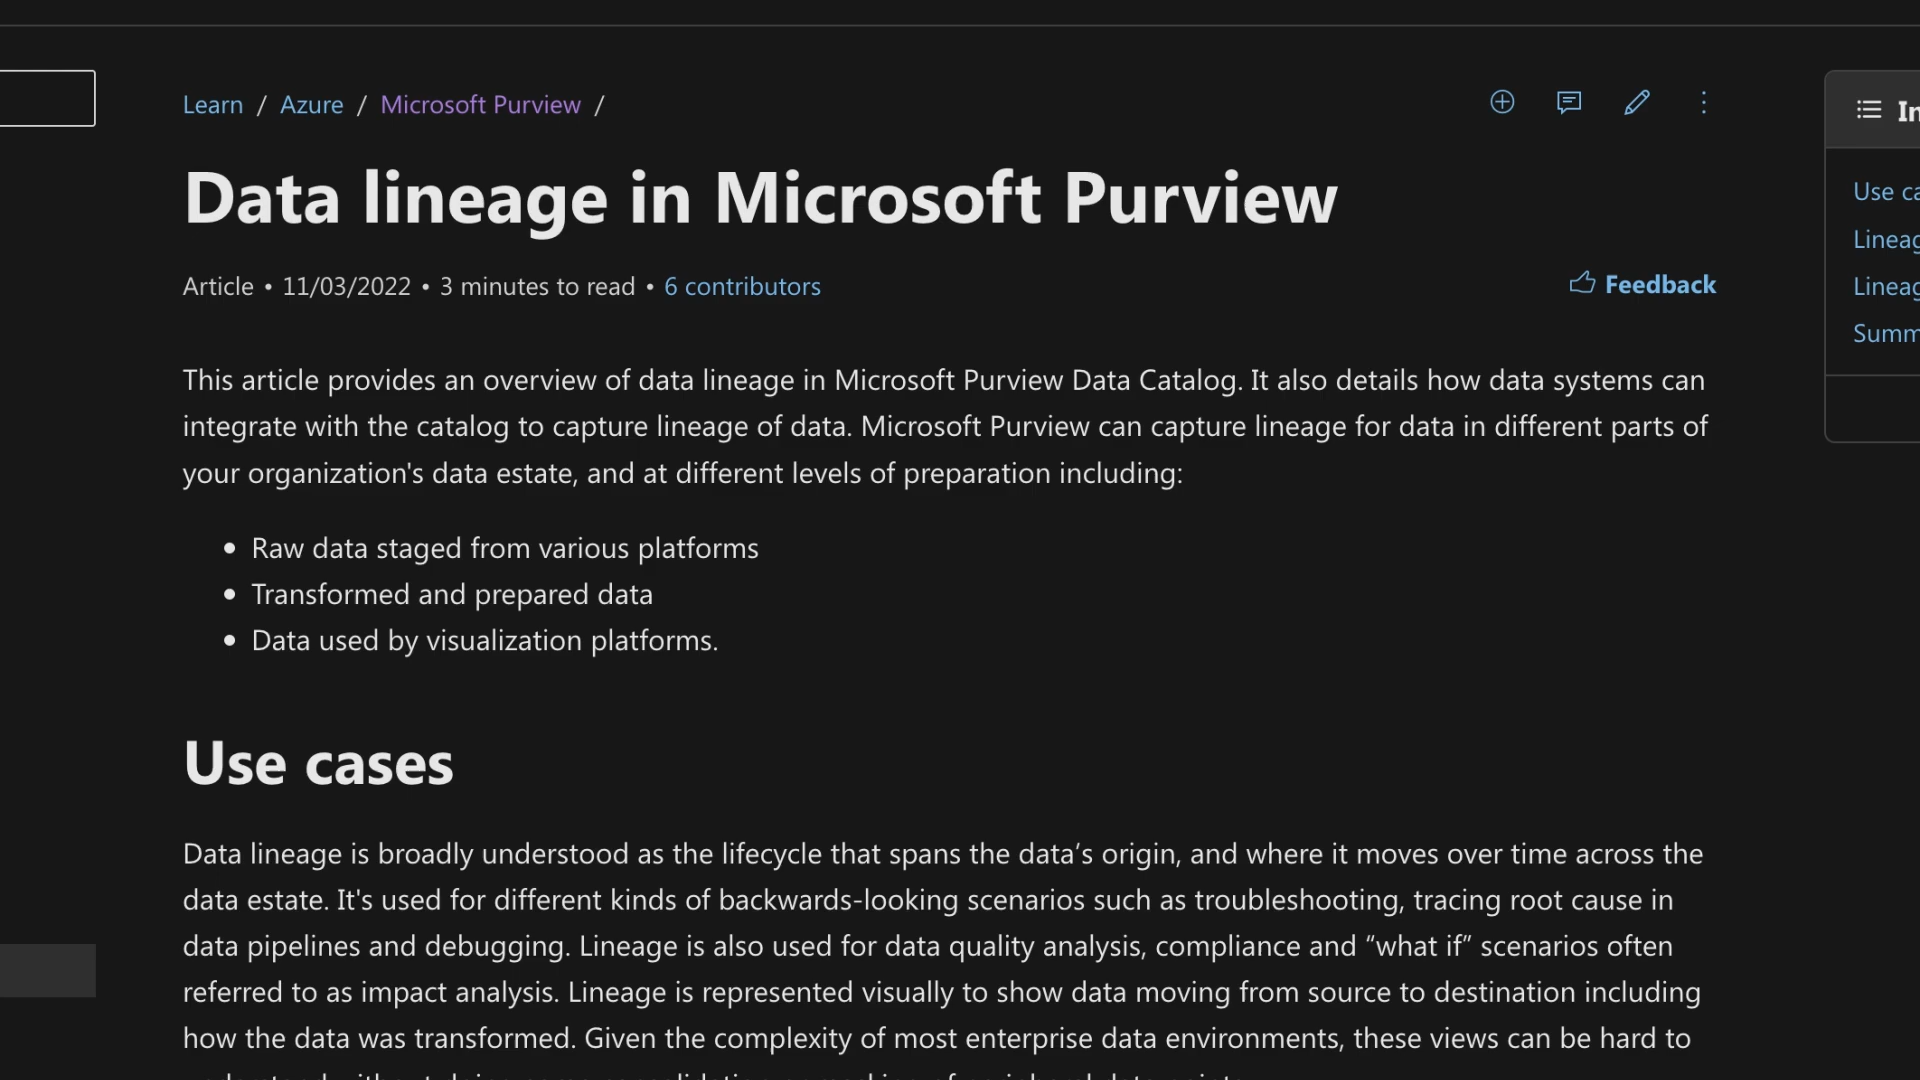 Learn / Azure / Microsoft Purview /
Data lineage in Microsoft Purview
Article • 11/03/2022 • 3 minutes to read • 6 contributors
Feedback
This article provides an overview of data lineage in Microsoft Purview Data Catalog. It also details how data systems can
integrate with the catalog to capture lineage of data. Microsoft Purview can capture lineage for data in different parts of
your organization's data estate, and at different levels of preparation including:
• Raw data staged from various platforms
• Transformed and prepared data
• Data used by visualization platforms.
Use cases
Data lineage is broadly understood as the lifecycle that spans the data’s origin, and where it moves over time across the
data estate. It's used for different kinds of backwards-looking scenarios such as troubleshooting, tracing root cause in
data pipelines and debugging. Lineage is also used for data quality analysis, compliance and “what if” scenarios often
referred to as impact analysis. Lineage is represented visually to show data moving from source to destination including
how the data was transformed. Given the complexity of most enterprise data environments, these views can be hard to
In
Use ca
Lineag
Lineag
Summ